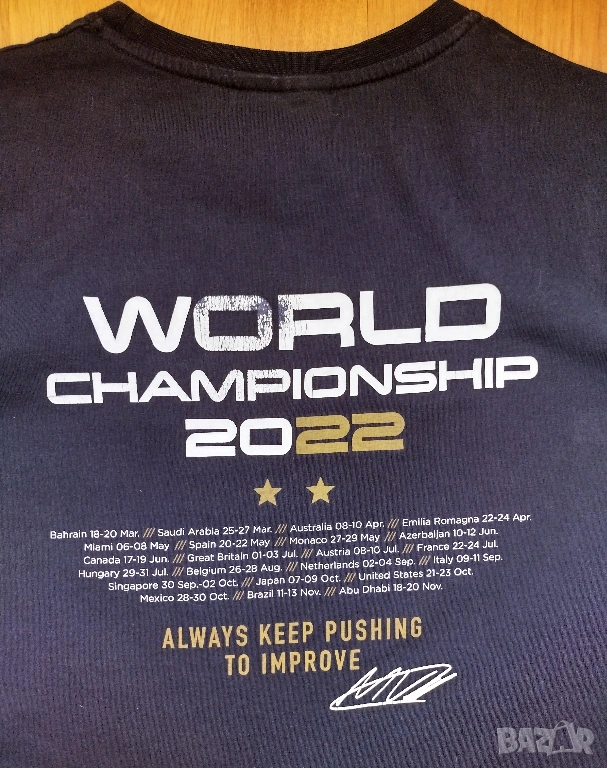 WORLD
CHAMPIONSHIP
2022
Bahrain 18-20 Mar. /// Saudi Arabia 25-27 Mar. /// Australia 08-10 Apr. /// Emilia Romagna 22-24 Apr.
Miami 06-08 May /// Spain 20-22 May /// Monaco 27-29 May /// Azerbaijan 10-12 Jun.
Canada 17-19 Jun. /// Great Britain 01-03 Jul. /// Austria 08-10 Jul. /// France 22-24 Jul.
Hungary 29-31 Jul. /// Belgium 26-28 Aug. /// Netherlands 02-04 Sep. /// Italy 09-11 Sep.
Singapore 30 Sep.-02 Oct. /// Japan 07-09 Oct. /// United States 21-23 Oct.
Mexico 28-30 Oct. /// Brazil 11-13 Nov. /// Abu Dhabi 18-20 Nov.
ALWAYS KEEP PUSHING
TO IMPROVE
BAZAR